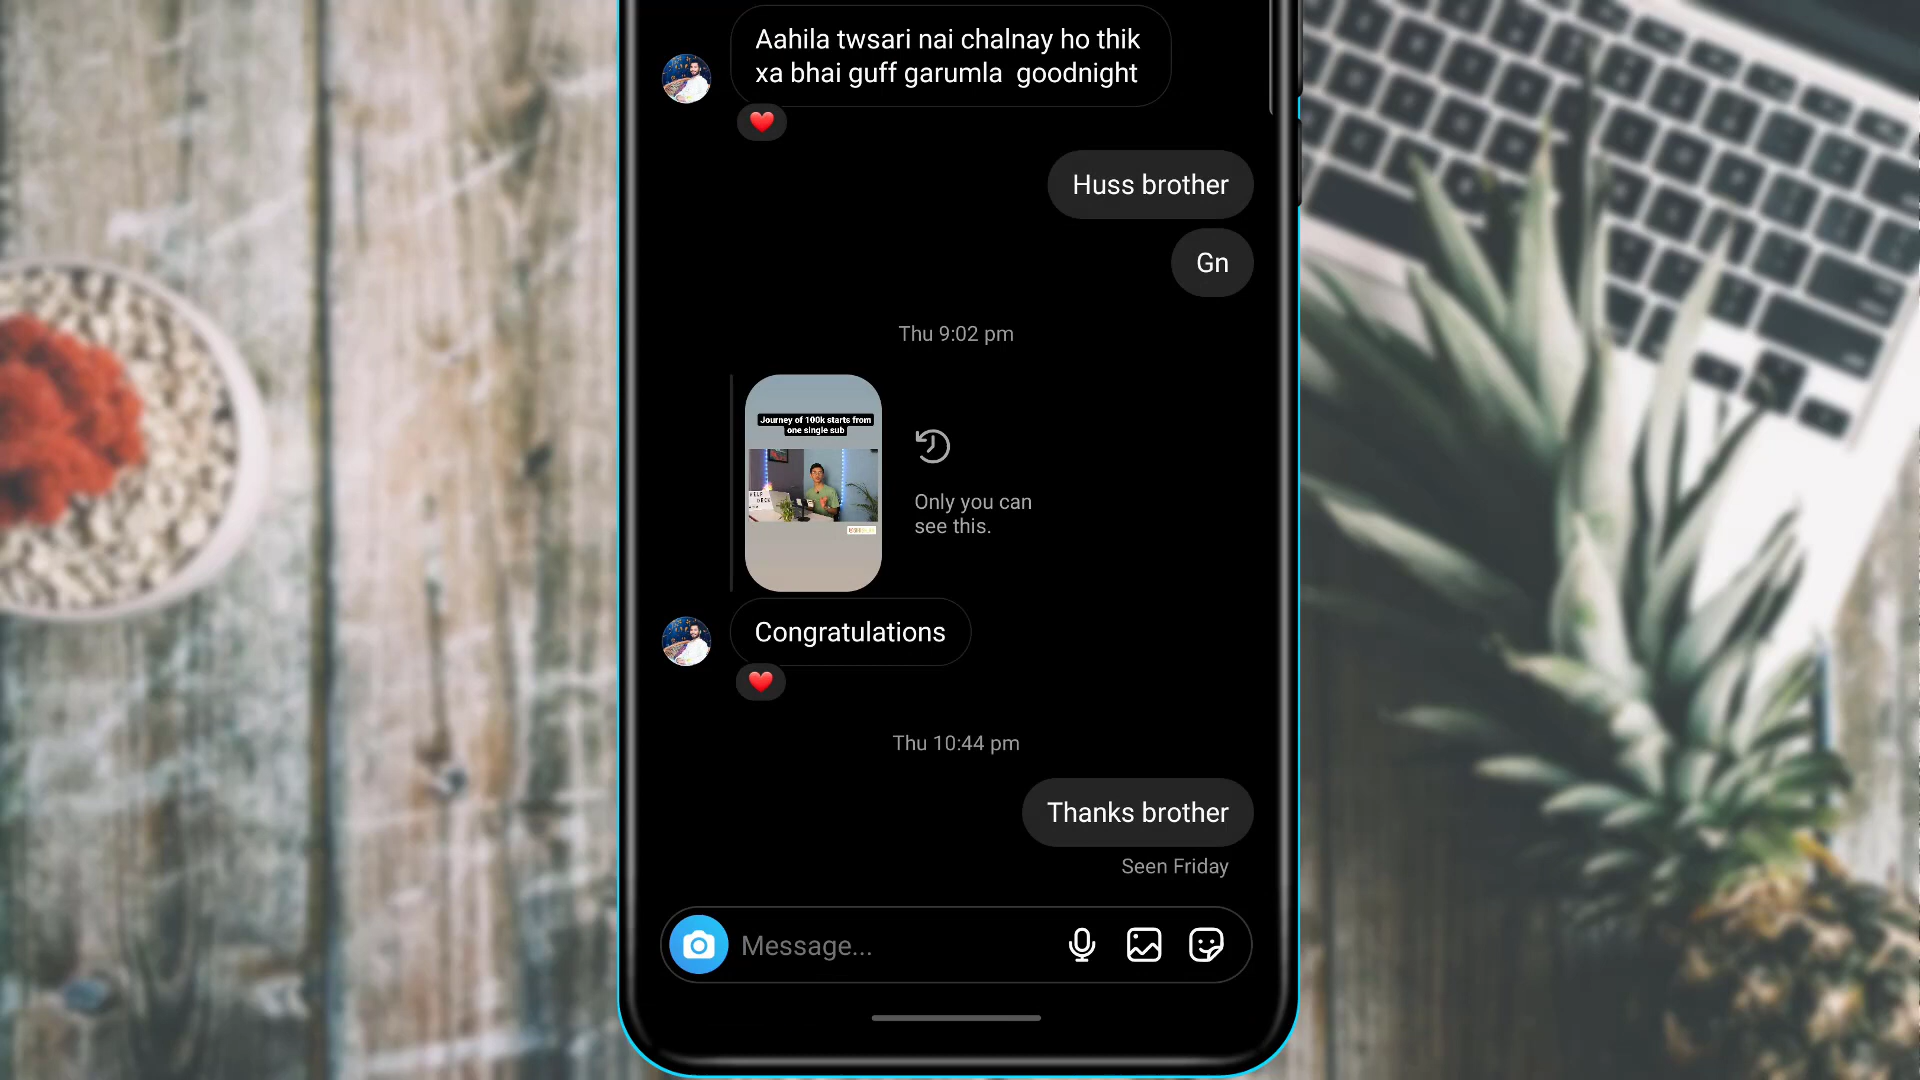 Aahila twsari nai chalnay ho thik
xa bhai guff garumla goodnight
Huss brother
Gn
Thu 9:02 pm
Journey of 100k starts from
one single sub
Only you can
see this.
Congratulations
Thu 10:44 pm
Thanks brother
Seen Friday
Message...